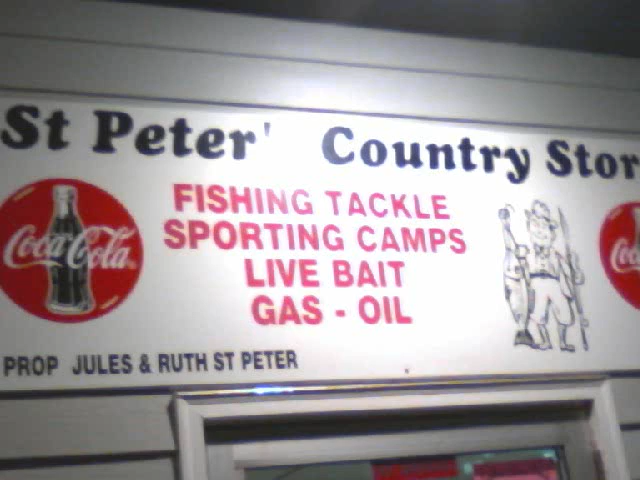 St Peter' Country Stor
Coca-Cola
FISHING TACKLE
SPORTING CAMPS
LIVE BAIT
GAS - OIL
PROP JULES & RUTH ST PETER